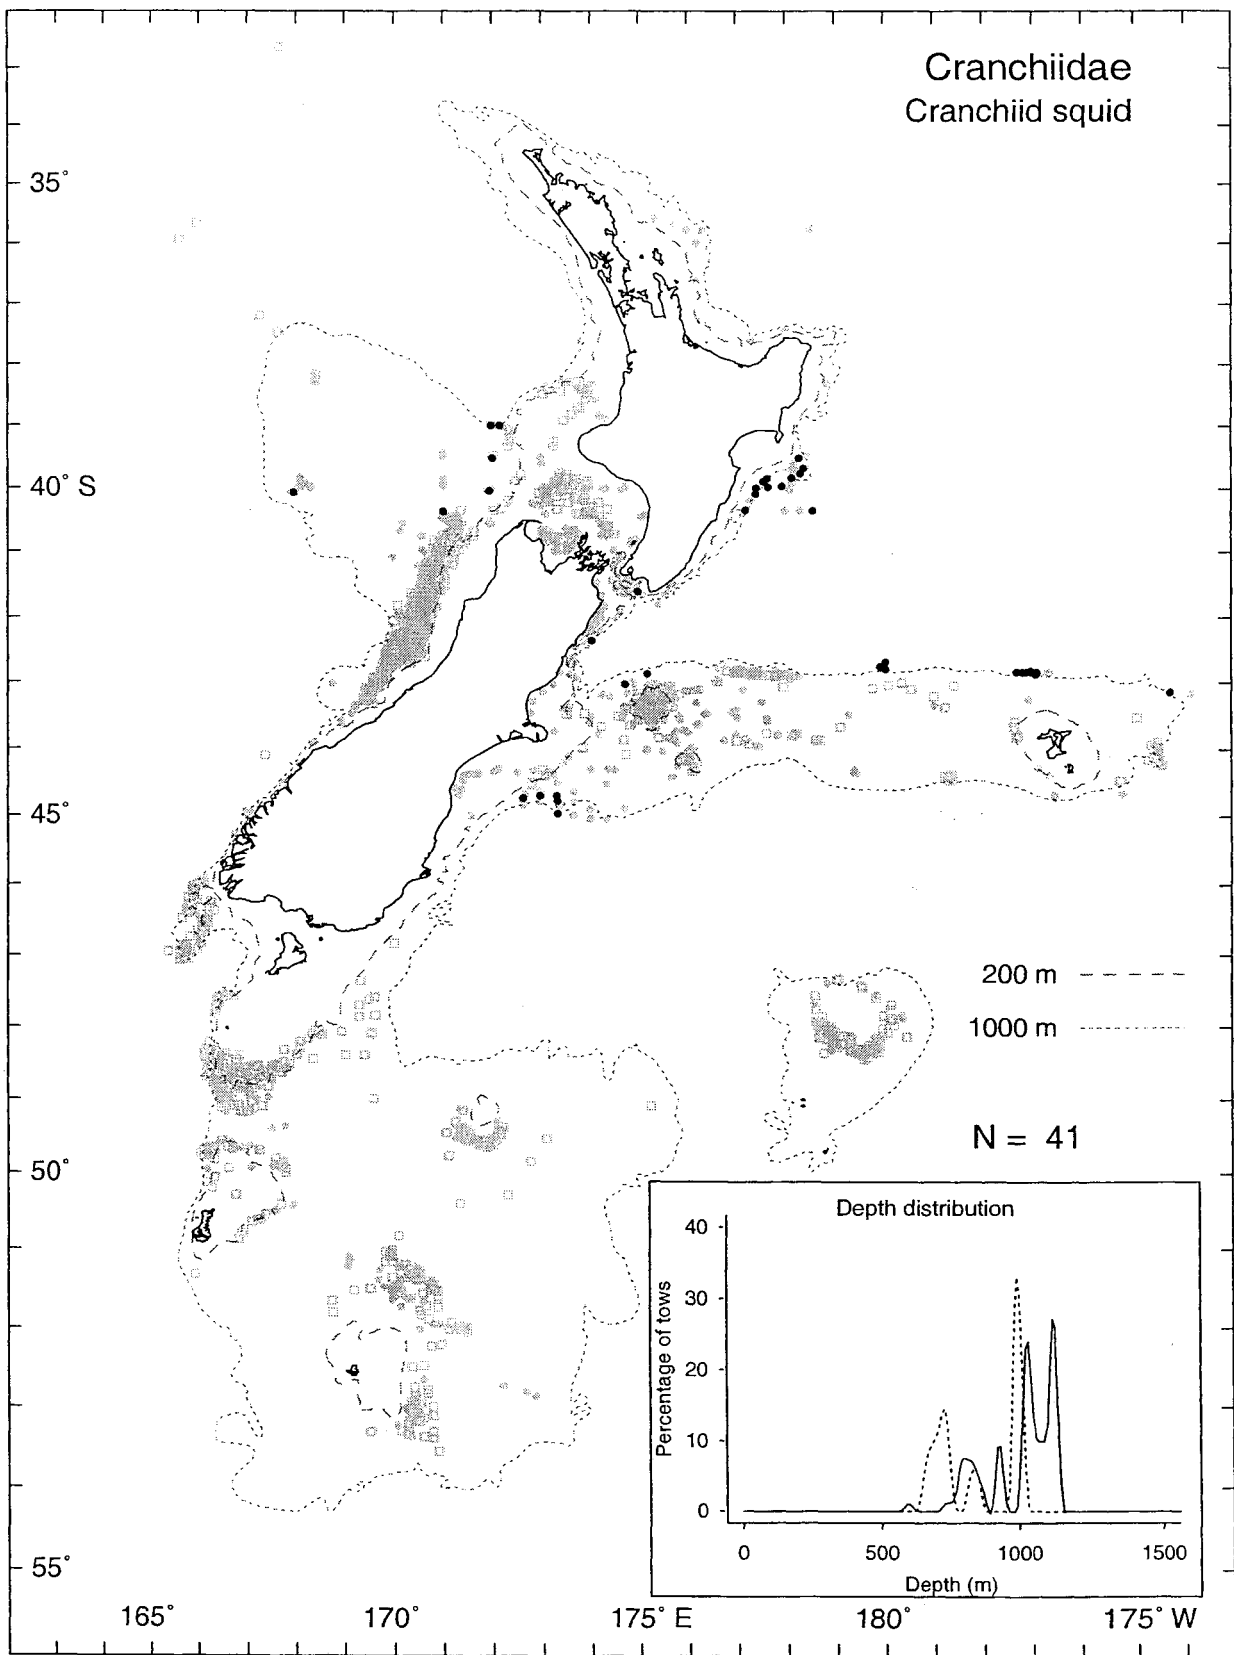 Cranchiidae
Cranchiid squid
35°
40° S
45°
200 m
1000 m
N = 41
50°
Depth distribution
40
30
20
10
0
Percentage of tows
0 500 1000 1500
Depth (m)
55°
165° 170° 175° E 180° 175° W